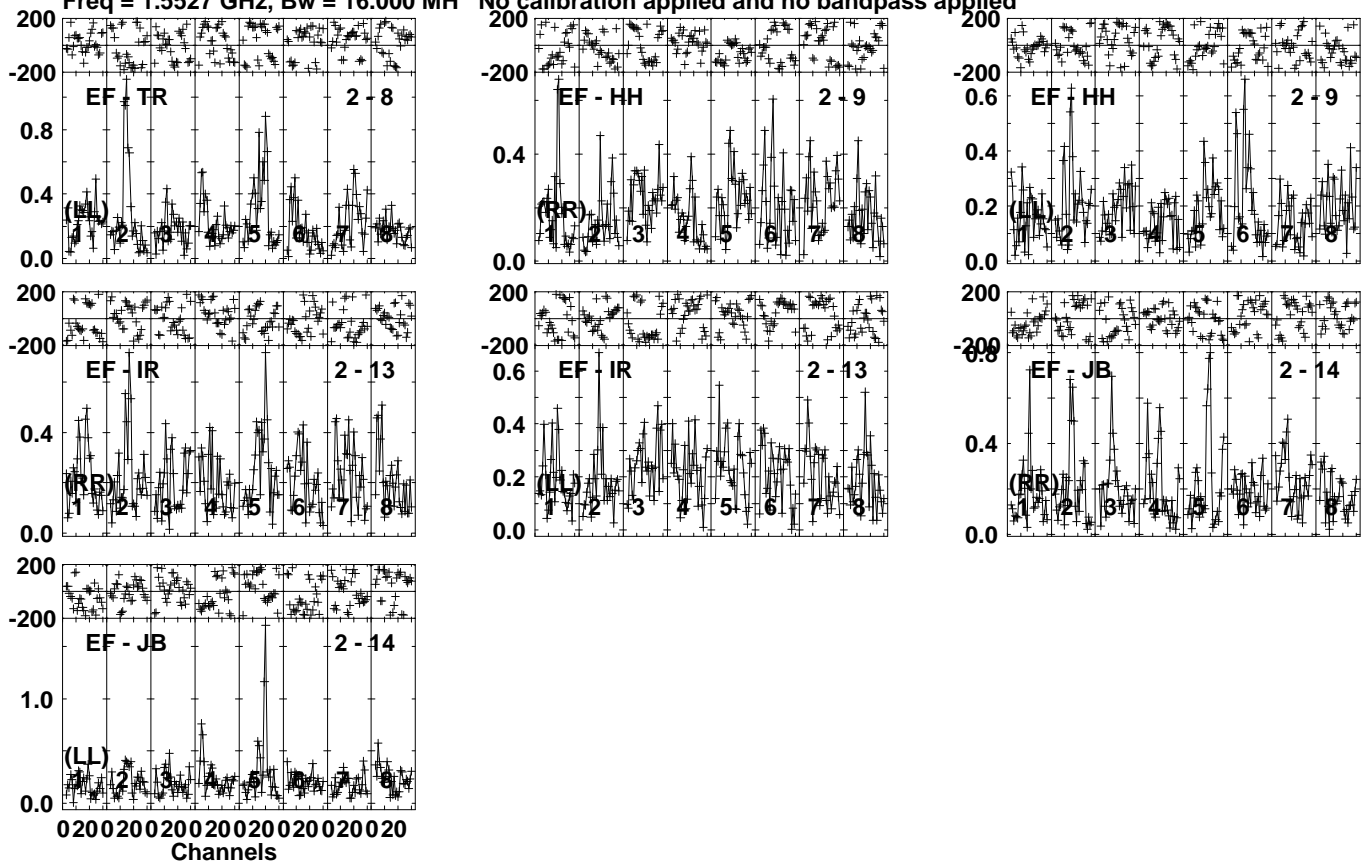 Freq = 1.5527 GHz, Bw = 16.000 MH No calibration applied and no bandpass applied
200
-200
EF - TR 2 - 8
0.8
0.4
0.0
(LL)
1 2 3 4 5 6 7 8
200
-200
EF - HH 2 - 9
0.4
0.0
(RR)
1 2 3 4 5 6 7 8
200
-200
EF - HH 2 - 9
0.6
0.4
0.2
0.0
(LL)
1 2 3 4 5 6 7 8
200
-200
EF - IR 2 - 13
0.4
0.0
(RR)
1 2 3 4 5 6 7 8
200
-200
EF - IR 2 - 13
0.6
0.4
0.2
0.0
(LL)
1 2 3 4 5 6 7 8
200
-200
EF - JB 2 - 14
0.8
0.4
0.0
(RR)
1 2 3 4 5 6 7 8
200
-200
EF - JB 2 - 14
1.0
0.0
(LL)
1 2 3 4 5 6 7 8
0 20 0 20 0 20 0 20 0 20 0 20 0 20 0 20
Channels